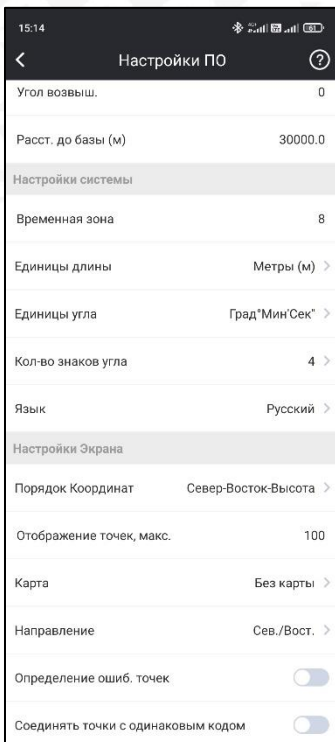 15:14 61
Настройки ПО
Угол возвыш. 0
Расст. до базы (м) 30000.0
Настройки системы
Временная зона 8
Единицы длины Метры (м)
Единицы угла Град°Мин'Сек"
Кол-во знаков угла 4
Язык Русский
Настройки Экрана
Порядок Координат Север-Восток-Высота
Отображение точек, макс. 100
Карта Без карты
Направление Сев./Вост.
Определение ошиб. точек
Соединять точки с одинаковым кодом